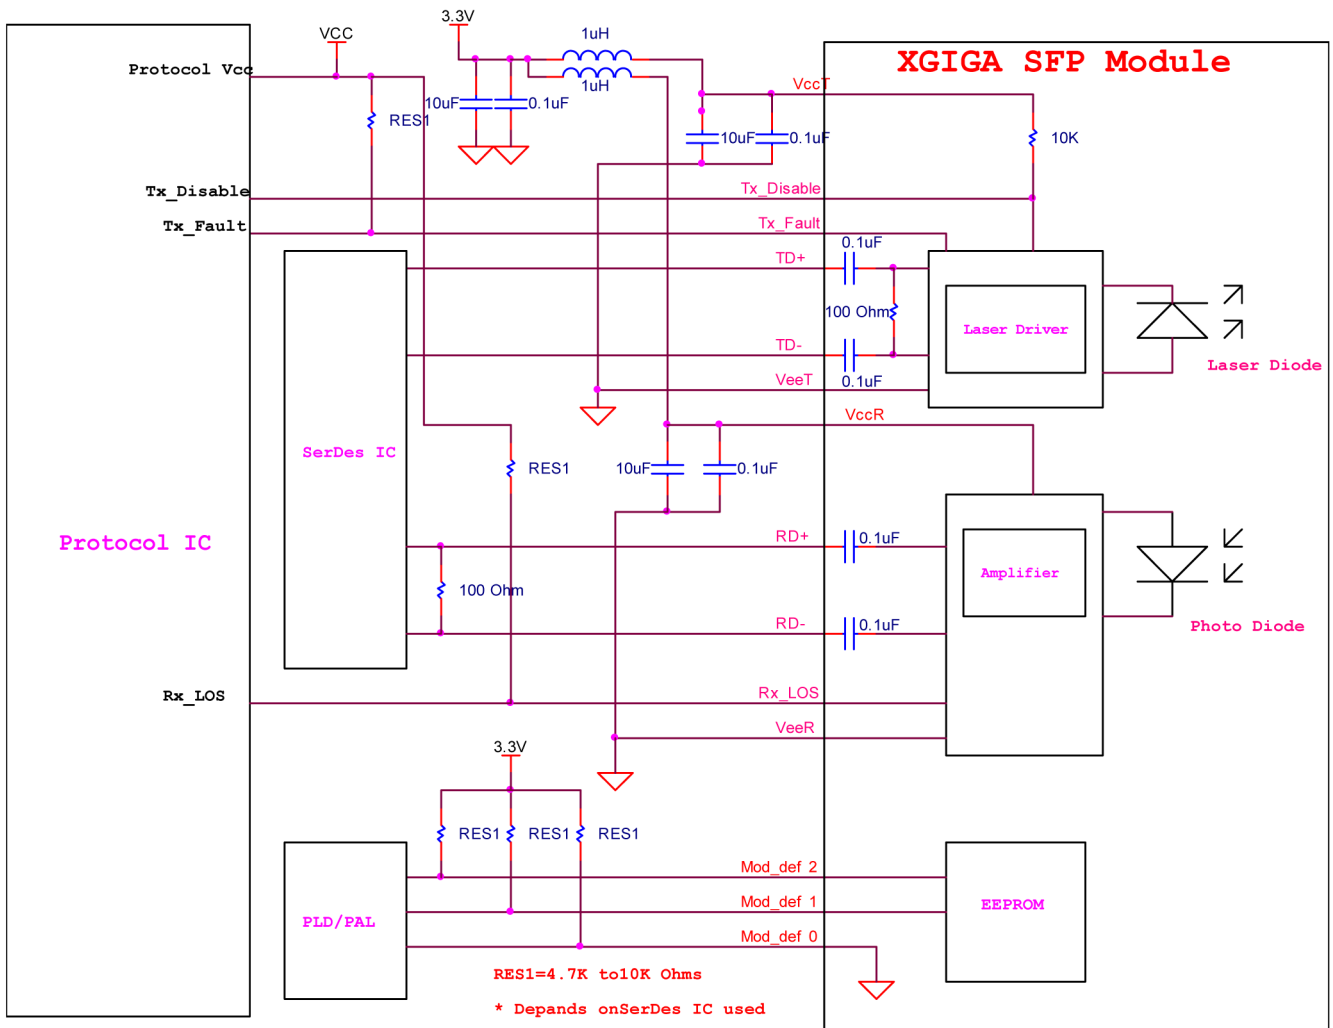 3.3V
1uH
VCC
XGIGA SFP Module
Protocol Vcc
1uH
VccT
10uF
0.1uF
RES1
10uF
0.1uF
10K
Tx_Disable
Tx_Disable
Tx_Fault
Tx_Fault
0.1uF
TD+
100 Ohm
Laser Driver
TD-
Laser Diode
VeeT
0.1uF
VccR
SerDes IC
RES1
10uF
0.1uF
Protocol IC
RD+
0.1uF
Amplifier
100 Ohm
RD-
0.1uF
Photo Diode
Rx_LOS
Rx_LOS
VeeR
3.3V
RES1
RES1
RES1
Mod_def 2
Mod_def 1
EEPROM
PLD/PAL
Mod_def 0
RES1=4.7K to10K Ohms
* Depands onSerDes IC used